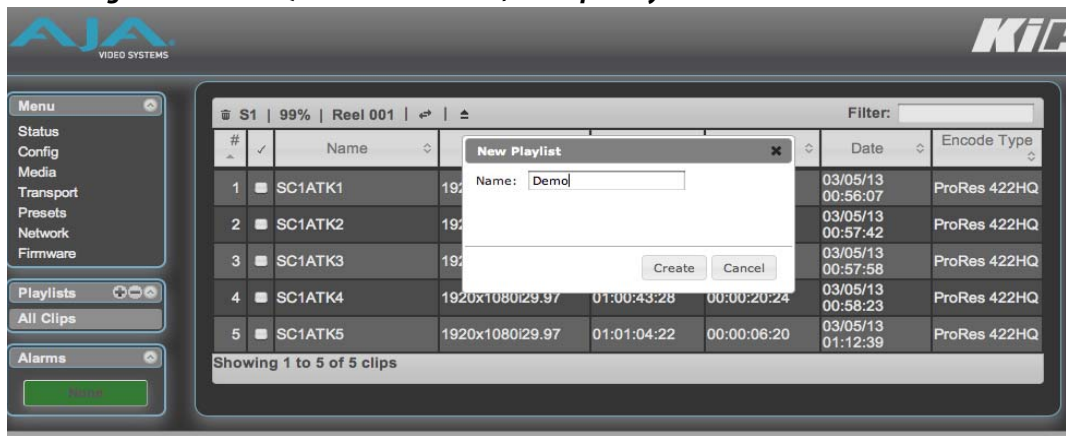 AJA
VIDEO SYSTEMS
Menu
Status
Config
Media
Transport
Presets
Network
Firmware
Playlists
All Clips
Alarms
None
S1 | 99% | Reel 001 | |
Filter:
# ✓ Name Date Encode Type
1 SC1ATK1 192 03/05/13 00:56:07 ProRes 422HQ
2 SC1ATK2 192 03/05/13 00:57:42 ProRes 422HQ
3 SC1ATK3 192 03/05/13 00:57:58 ProRes 422HQ
4 SC1ATK4 1920x1080i29.97 01:00:43:28 00:00:20:24 03/05/13 00:58:23 ProRes 422HQ
5 SC1ATK5 1920x1080i29.97 01:01:04:22 00:00:06:20 03/05/13 01:12:39 ProRes 422HQ
Showing 1 to 5 of 5 clips
New Playlist
Name: Demo
Create Cancel